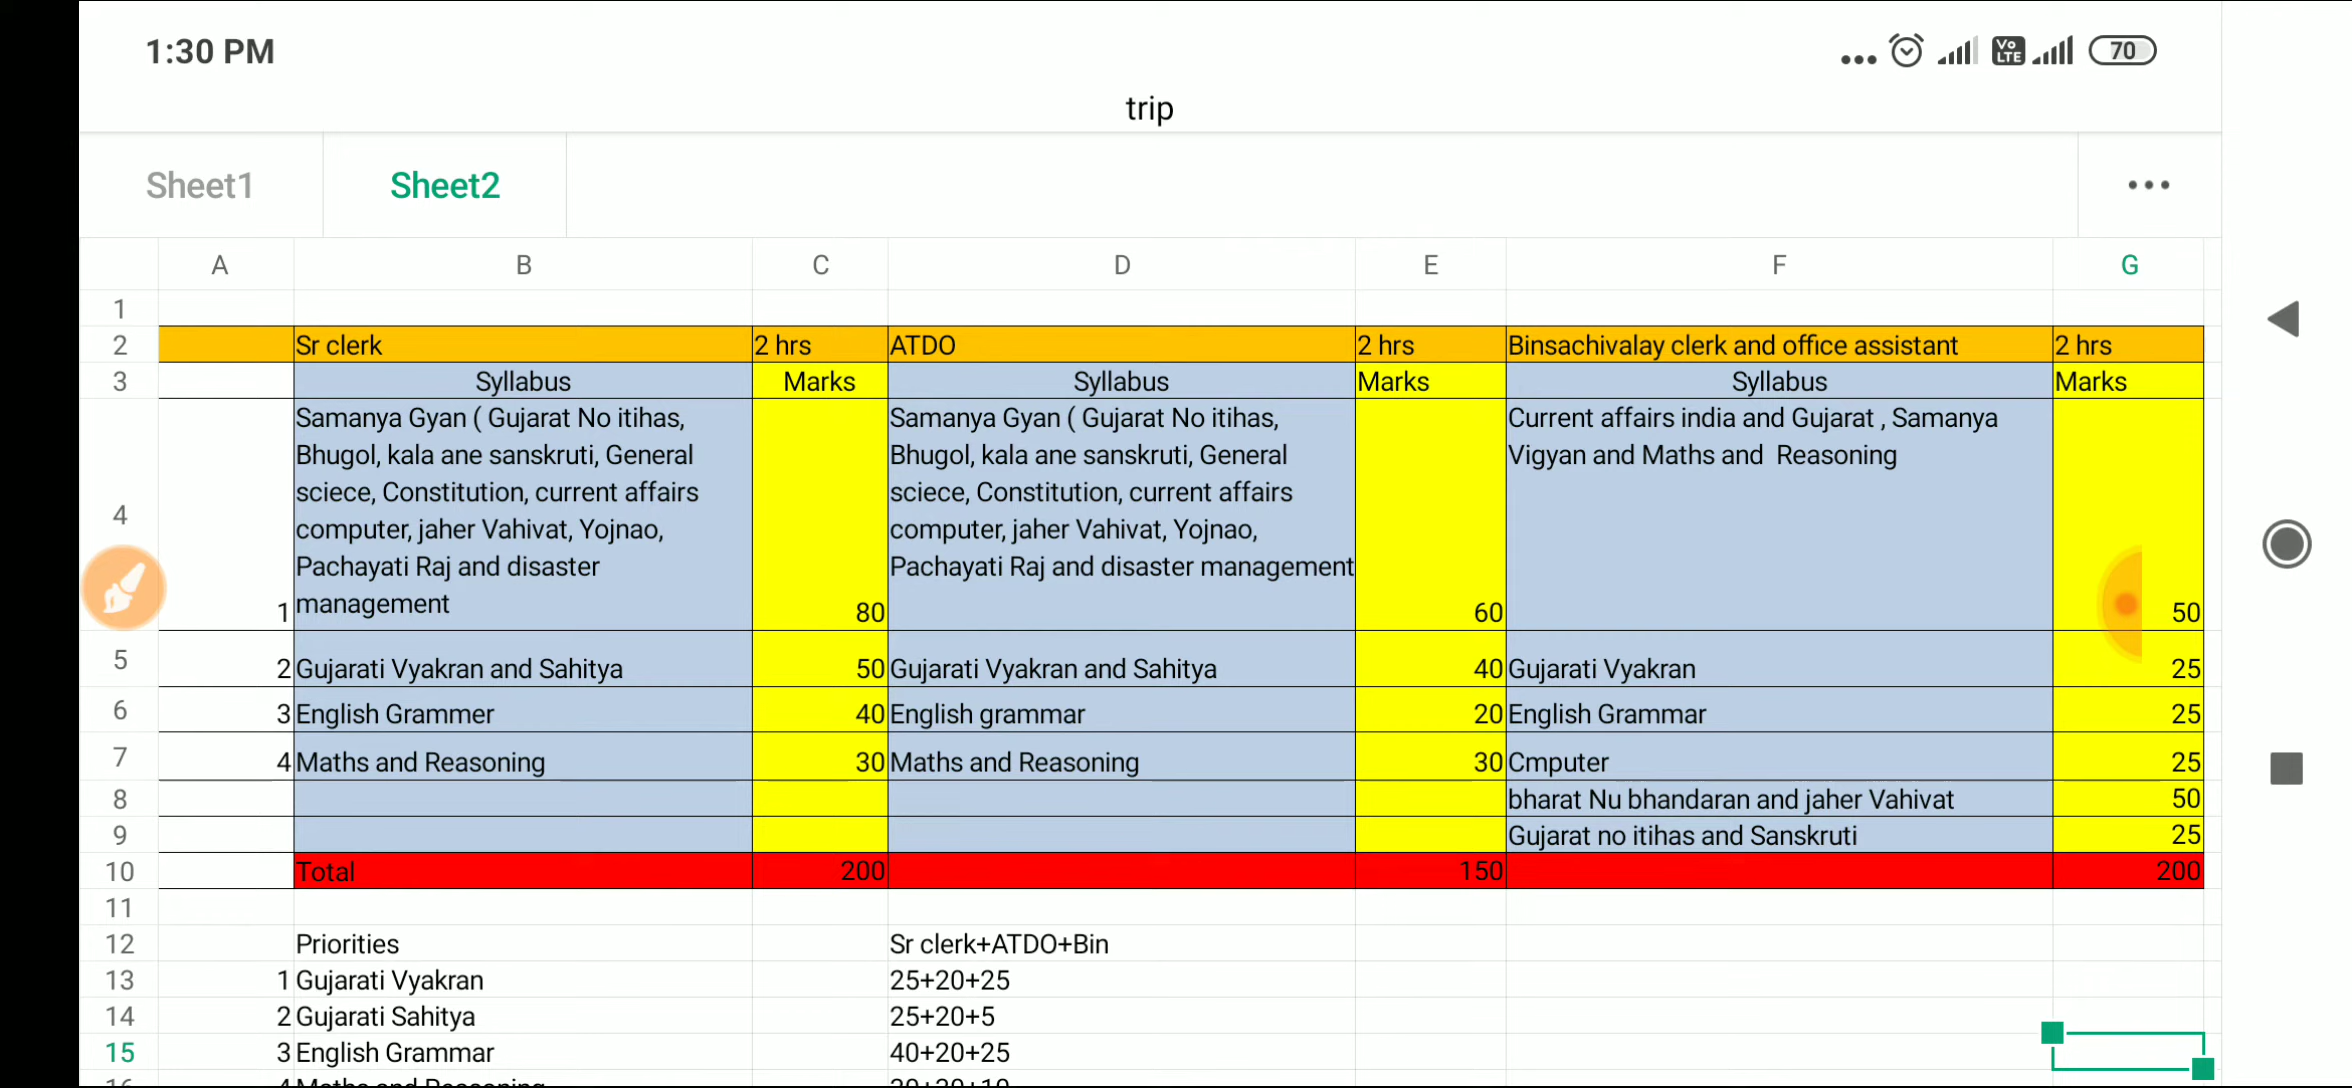 1:30 PM
Vo LTE 70
trip
Sheet1 Sheet2
A B C D E F G
1
2 Sr clerk 2 hrs ATDO 2 hrs Binsachivalay clerk and office assistant 2 hrs
3 Syllabus Marks Syllabus Marks Syllabus Marks
4 1 Samanya Gyan ( Gujarat No itihas,
Bhugol, kala ane sanskruti, General
sciece, Constitution, current affairs
computer, jaher Vahivat, Yojnao,
Pachayati Raj and disaster
management
80
Samanya Gyan ( Gujarat No itihas,
Bhugol, kala ane sanskruti, General
sciece, Constitution, current affairs
computer, jaher Vahivat, Yojnao,
Pachayati Raj and disaster management
60
Current affairs india and Gujarat , Samanya
Vigyan and Maths and Reasoning
50
5 2 Gujarati Vyakran and Sahitya 50 Gujarati Vyakran and Sahitya 40 Gujarati Vyakran 25
6 3 English Grammer 40 English grammar 20 English Grammar 25
7 4 Maths and Reasoning 30 Maths and Reasoning 30 Cmputer 25
8 bharat Nu bhandaran and jaher Vahivat 50
9 Gujarat no itihas and Sanskruti 25
10 Total 200 150 200
11
12 Priorities Sr clerk+ATDO+Bin
13 1 Gujarati Vyakran 25+20+25
14 2 Gujarati Sahitya 25+20+5
15 3 English Grammar 40+20+25
16 4 Maths and Reasoning